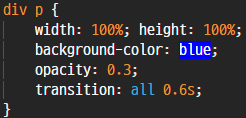 div p {
    width: 100%; height: 100%;
    background-color: blue;
    opacity: 0.3;
    transition: all 0.6s;
}